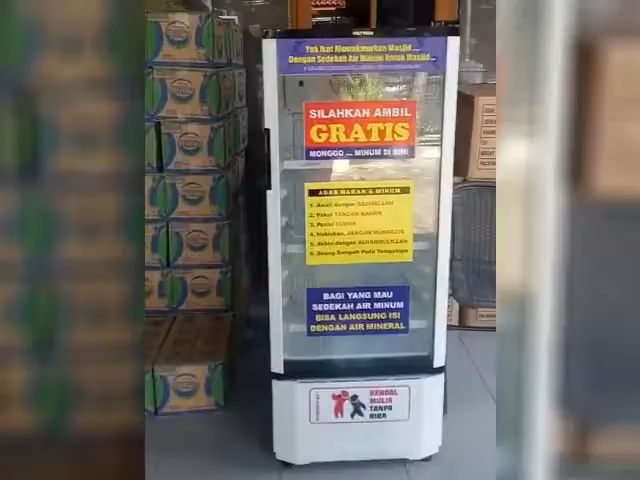 Yuk Ikut Memakmurkan Masjid ...
Dengan Sedekah Air Minum Untuk Masjid ...
SILAHKAN AMBIL
GRATIS
MONGGO ... MINUM DI SINI
ADAB MAKAN & MINUM
1. Awali dengan BASMALLAH
2. Pakai TANGAN KANAN
3. Posisi DUDUK
4. Habiskan, JANGAN MUBADZIR
5. Akhiri dengan ALHAMDULILLAH
6. Buang Sampah Pada Tempatnya
BAGI YANG MAU
SEDEKAH AIR MINUM
BISA LANGSUNG ISI
DENGAN AIR MINERAL
KENDAL
MULIA
TANPA
RIBA